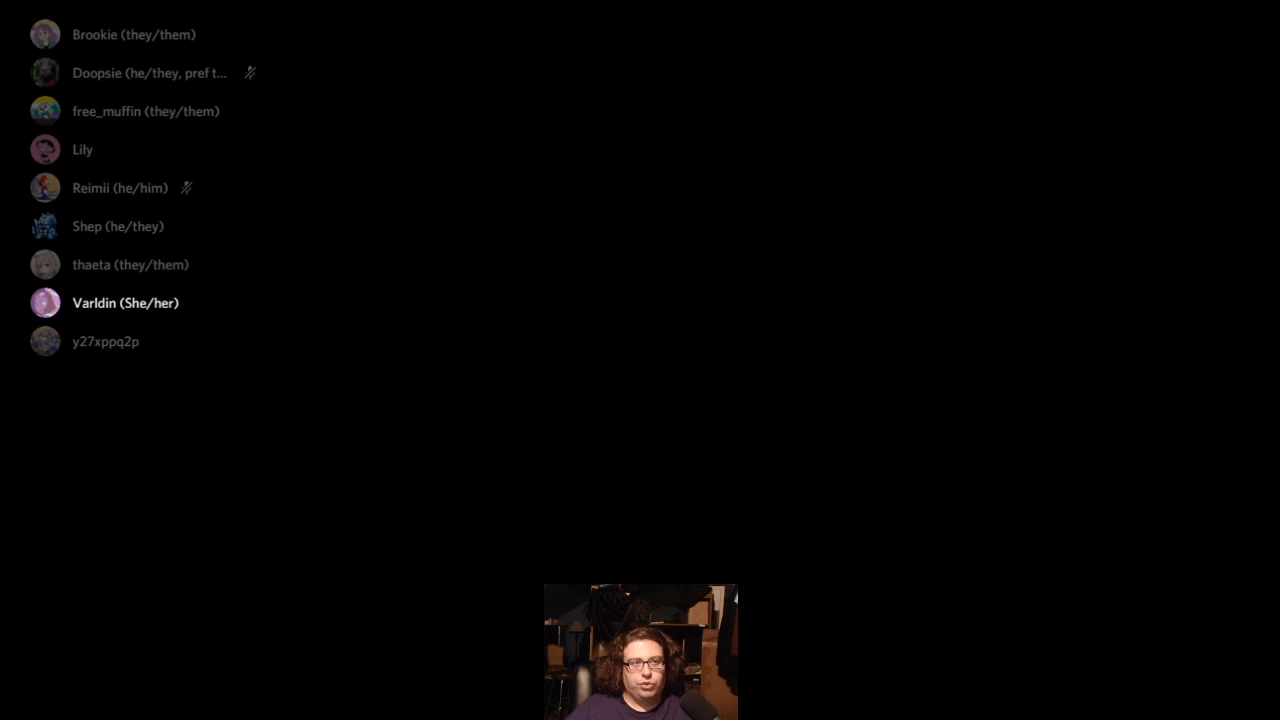 Brookie (they/them)
Doopsie (he/they, pref t...
free_muffin (they/them)
Lily
Reimii (he/him)
Shep (he/they)
thaeta (they/them)
Varldin (She/her)
y27xppq2p